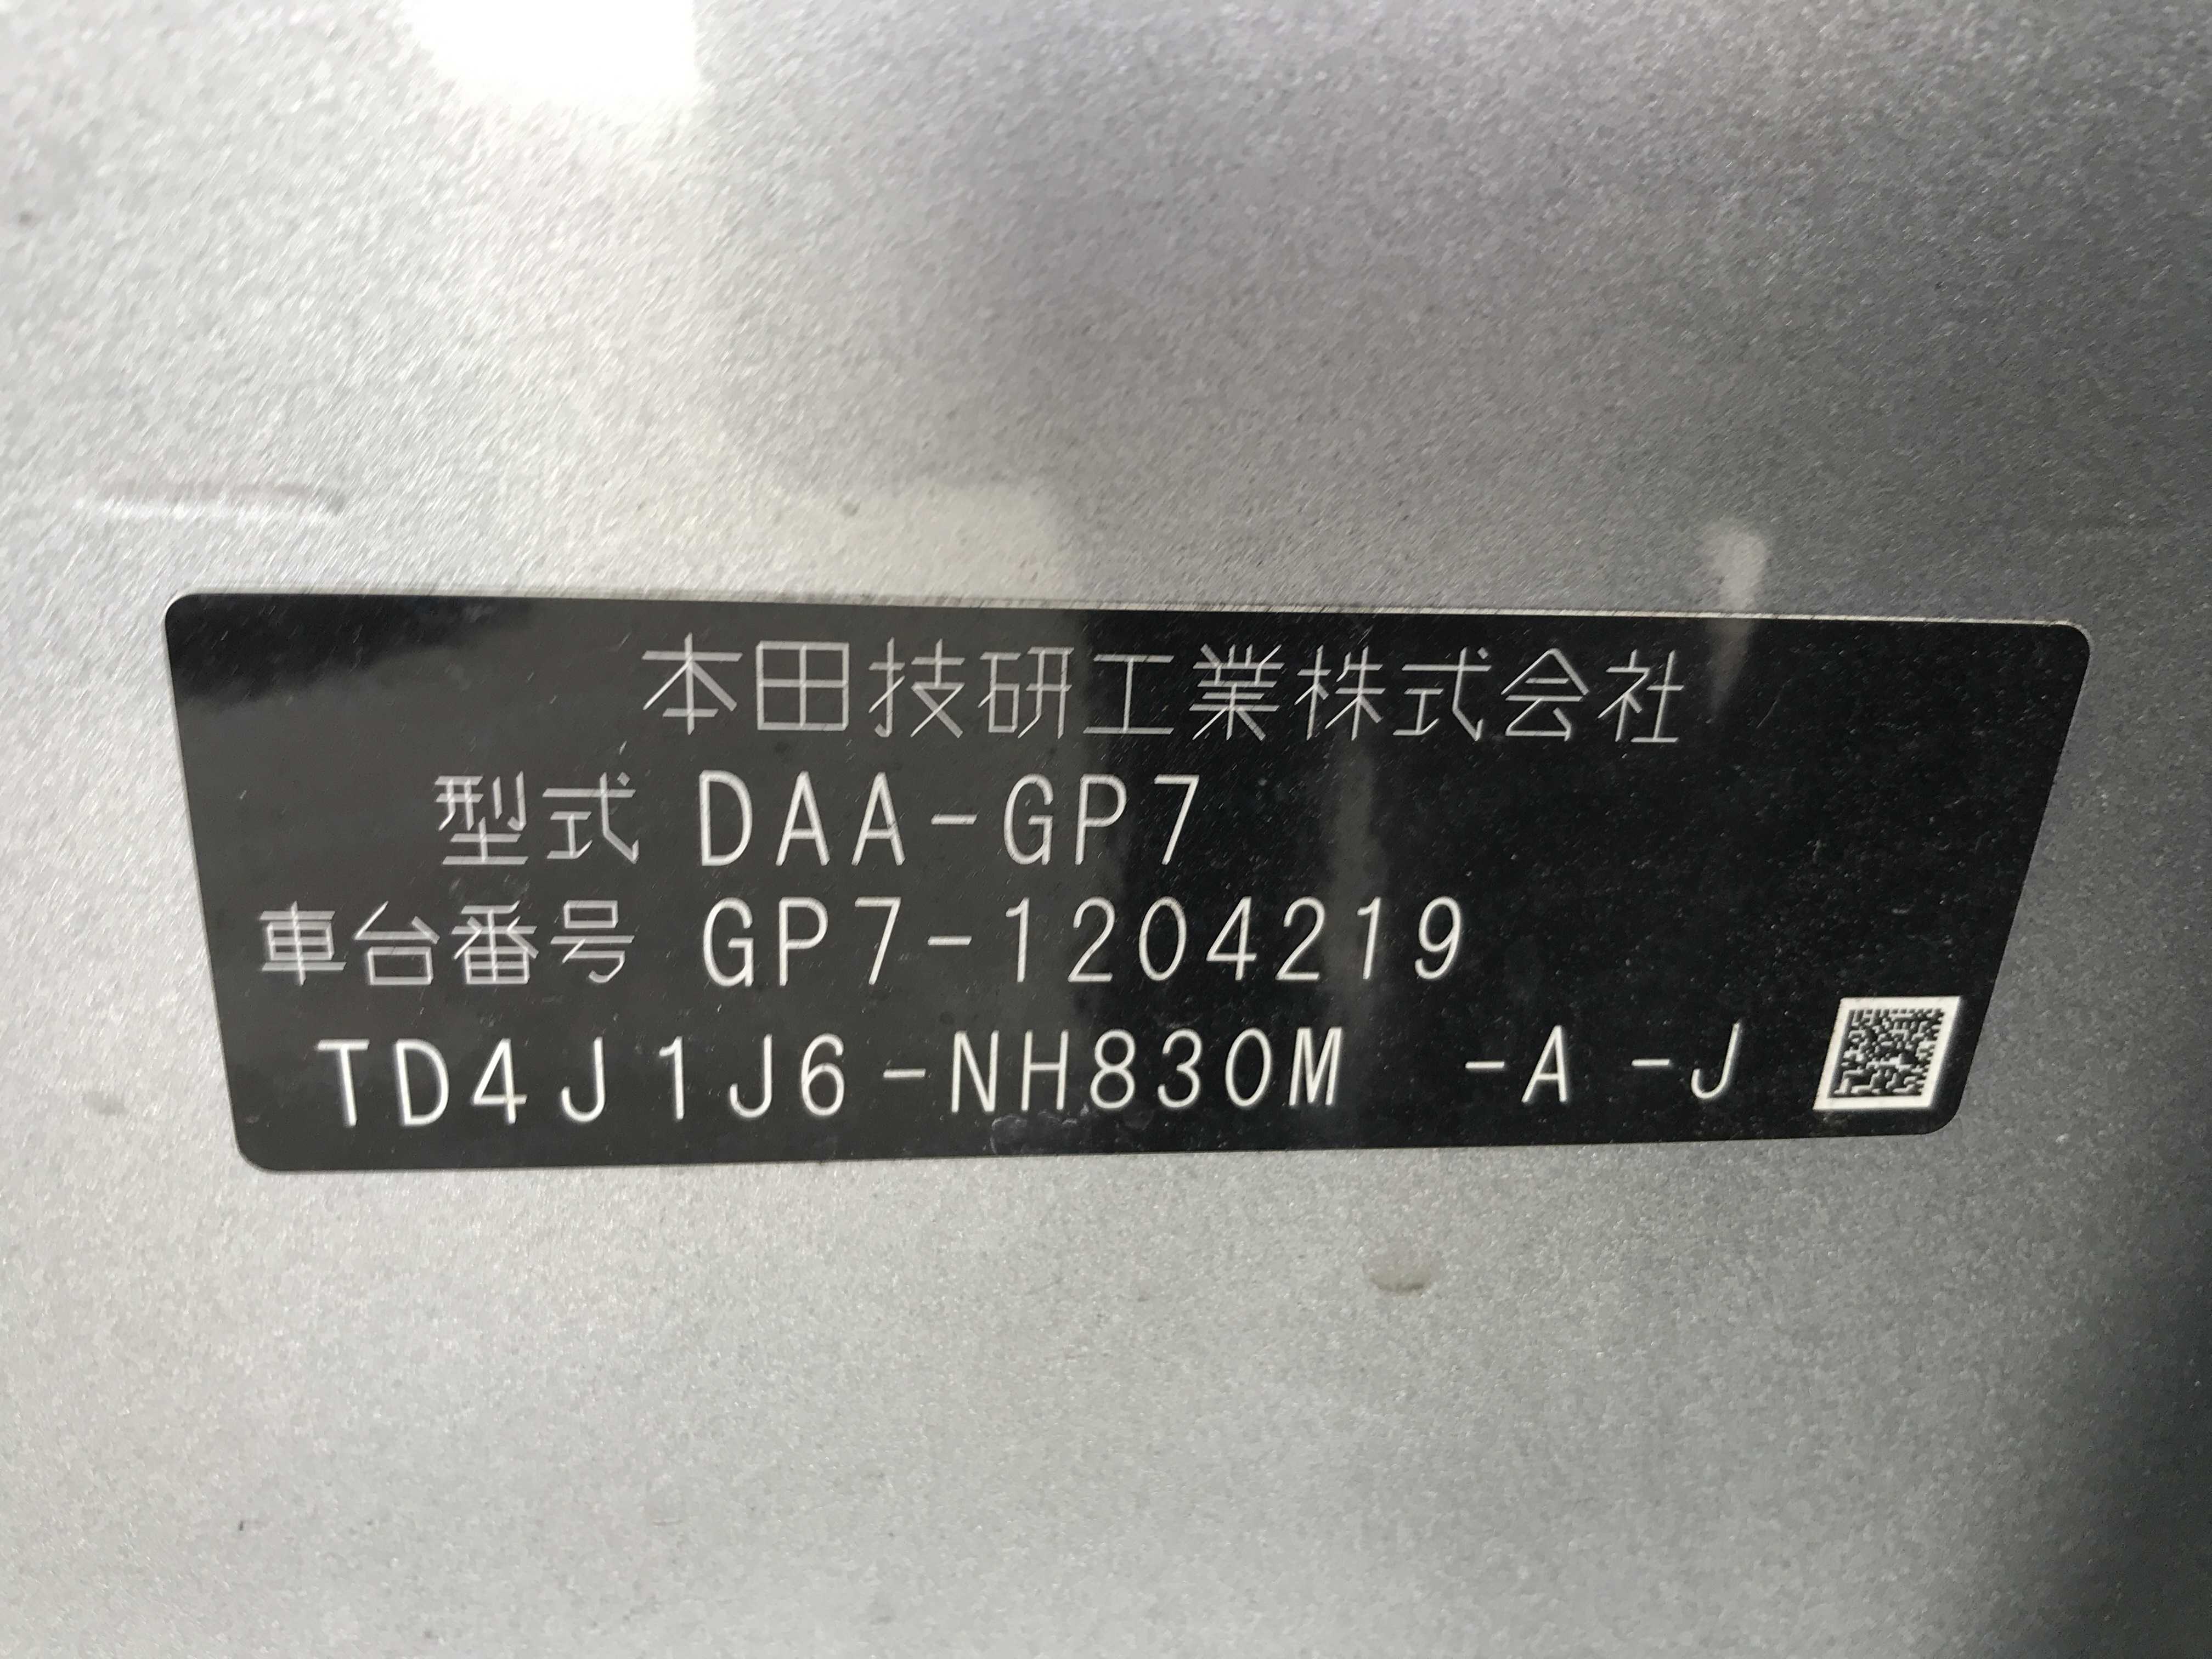 本田技研工業株式会社
型式 DAA-GP7
車台番号 GP7-1204219
TD4J1J6-NH830M -A -J